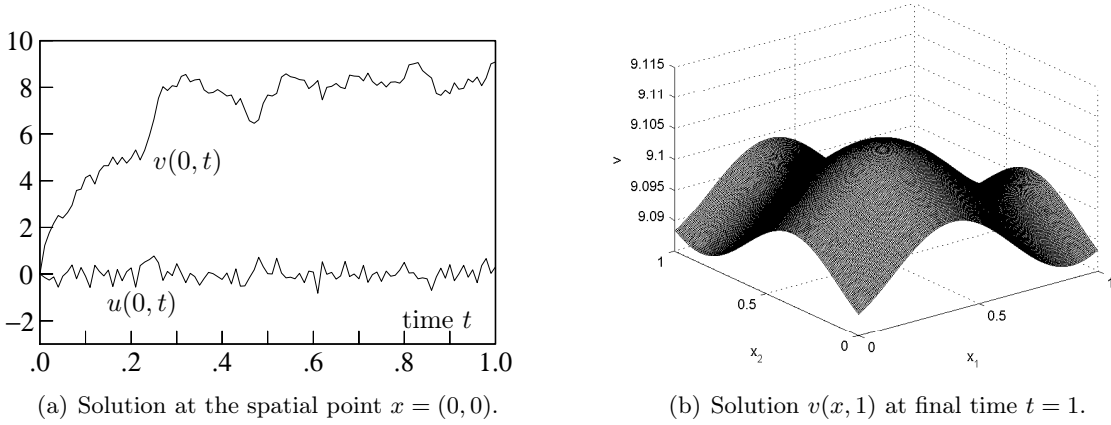 10
8
6
4
2
0
−2
v(0, t)
u(0, t)
time t
.0 .2 .4 .6 .8 1.0
(a) Solution at the spatial point x = (0, 0).
9.115
9.11
9.105
9.1
9.095
9.09
v
1
0.5
0
x2
0
0.5
1
x1
(b) Solution v(x, 1) at final time t = 1.